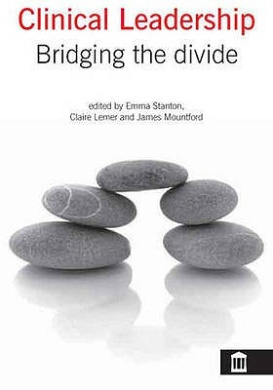 Clinical Leadership
Bridging the divide
edited by Emma Stanton,
Claire Lemer and James Mountford